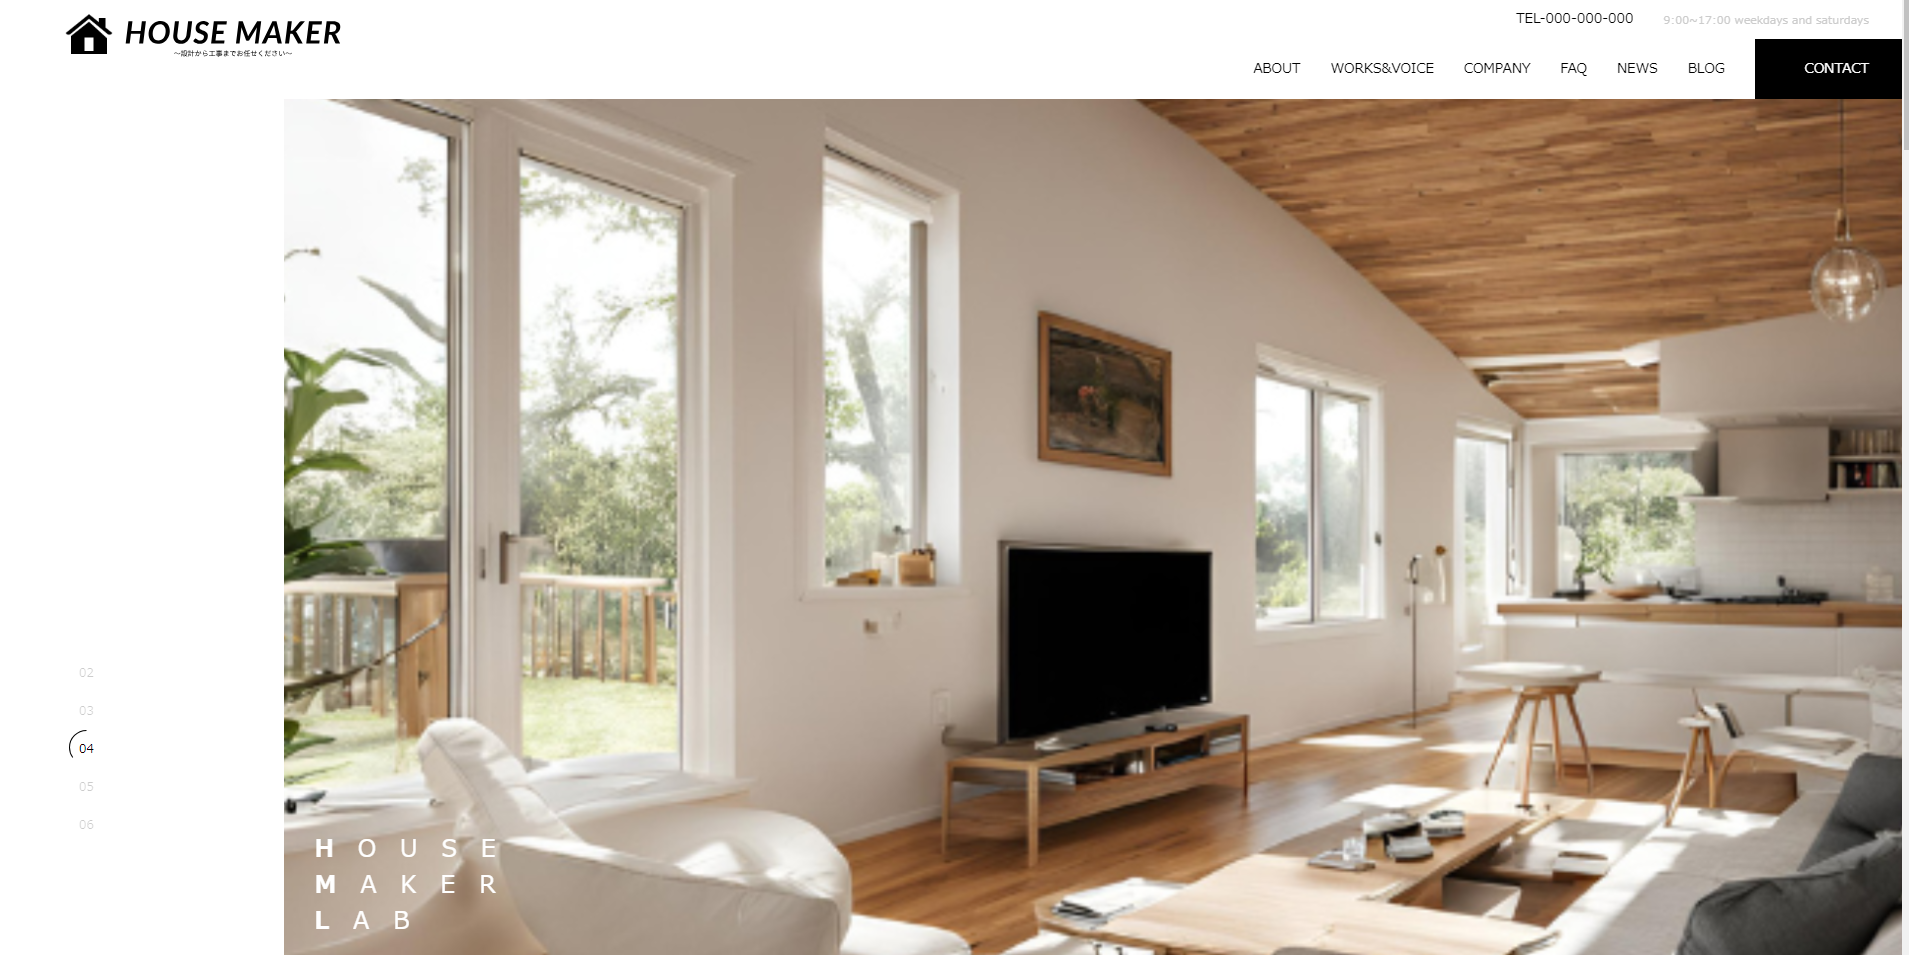 HOUSE MAKER
～設計から工事までお任せください～
TEL-000-000-000
9:00~17:00 weekdays and saturdays
ABOUT
WORKS&VOICE
COMPANY
FAQ
NEWS
BLOG
CONTACT
02
03
04
05
06
HOUSE
MAKER
LAB